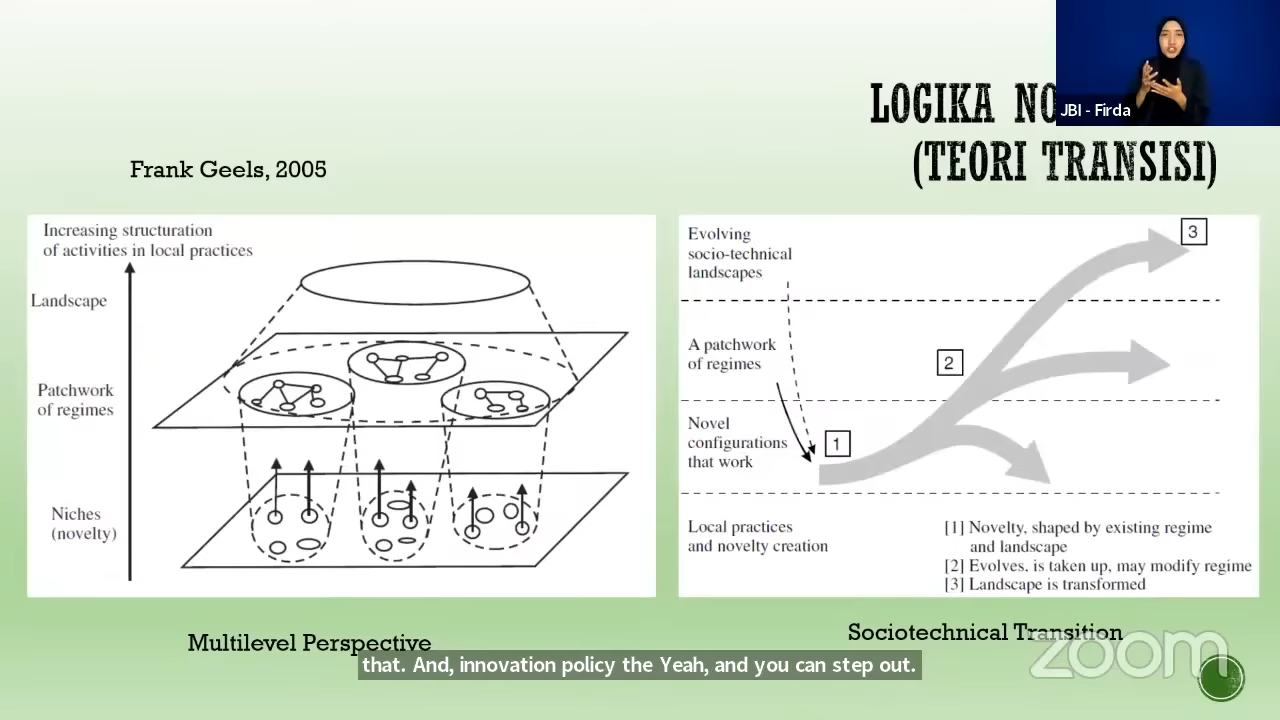 LOGIKA
(TEORI TRANSISI)
JBI - Firda
Frank Geels, 2005
Increasing structuration
of activities in local practices
Landscape
Patchwork
of regimes
Niches
(novelty)
Multilevel Perspective
Evolving
socio-technical
landscapes
A patchwork
of regimes
Novel
configurations
that work
Local practices
and novelty creation
1
2
3
[1] Novelty, shaped by existing regime
and landscape
[2] Evolves, is taken up, may modify regime
[3] Landscape is transformed
Sociotechnical Transition
that. And, innovation policy the Yeah, and you can step out.
zoom